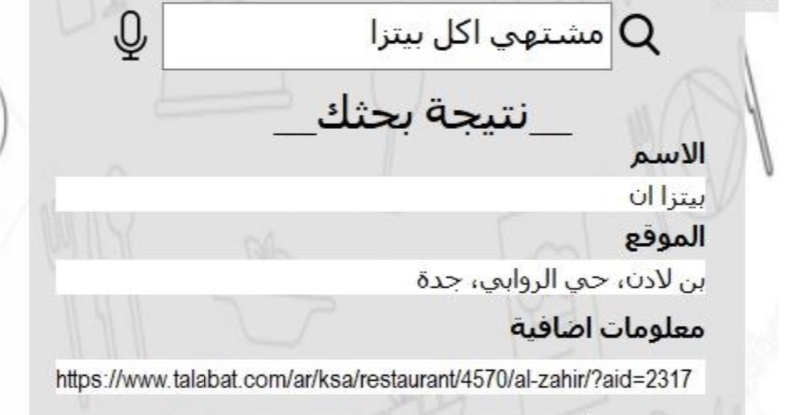 مشتهي اكل بيتزا
__نتيجة بحثك__
الاسم
بيتزا ان
الموقع
بن لادن، حي الروابي، جدة
معلومات اضافية
https://www.talabat.com/ar/ksa/restaurant/4570/al-zahir/?aid=2317